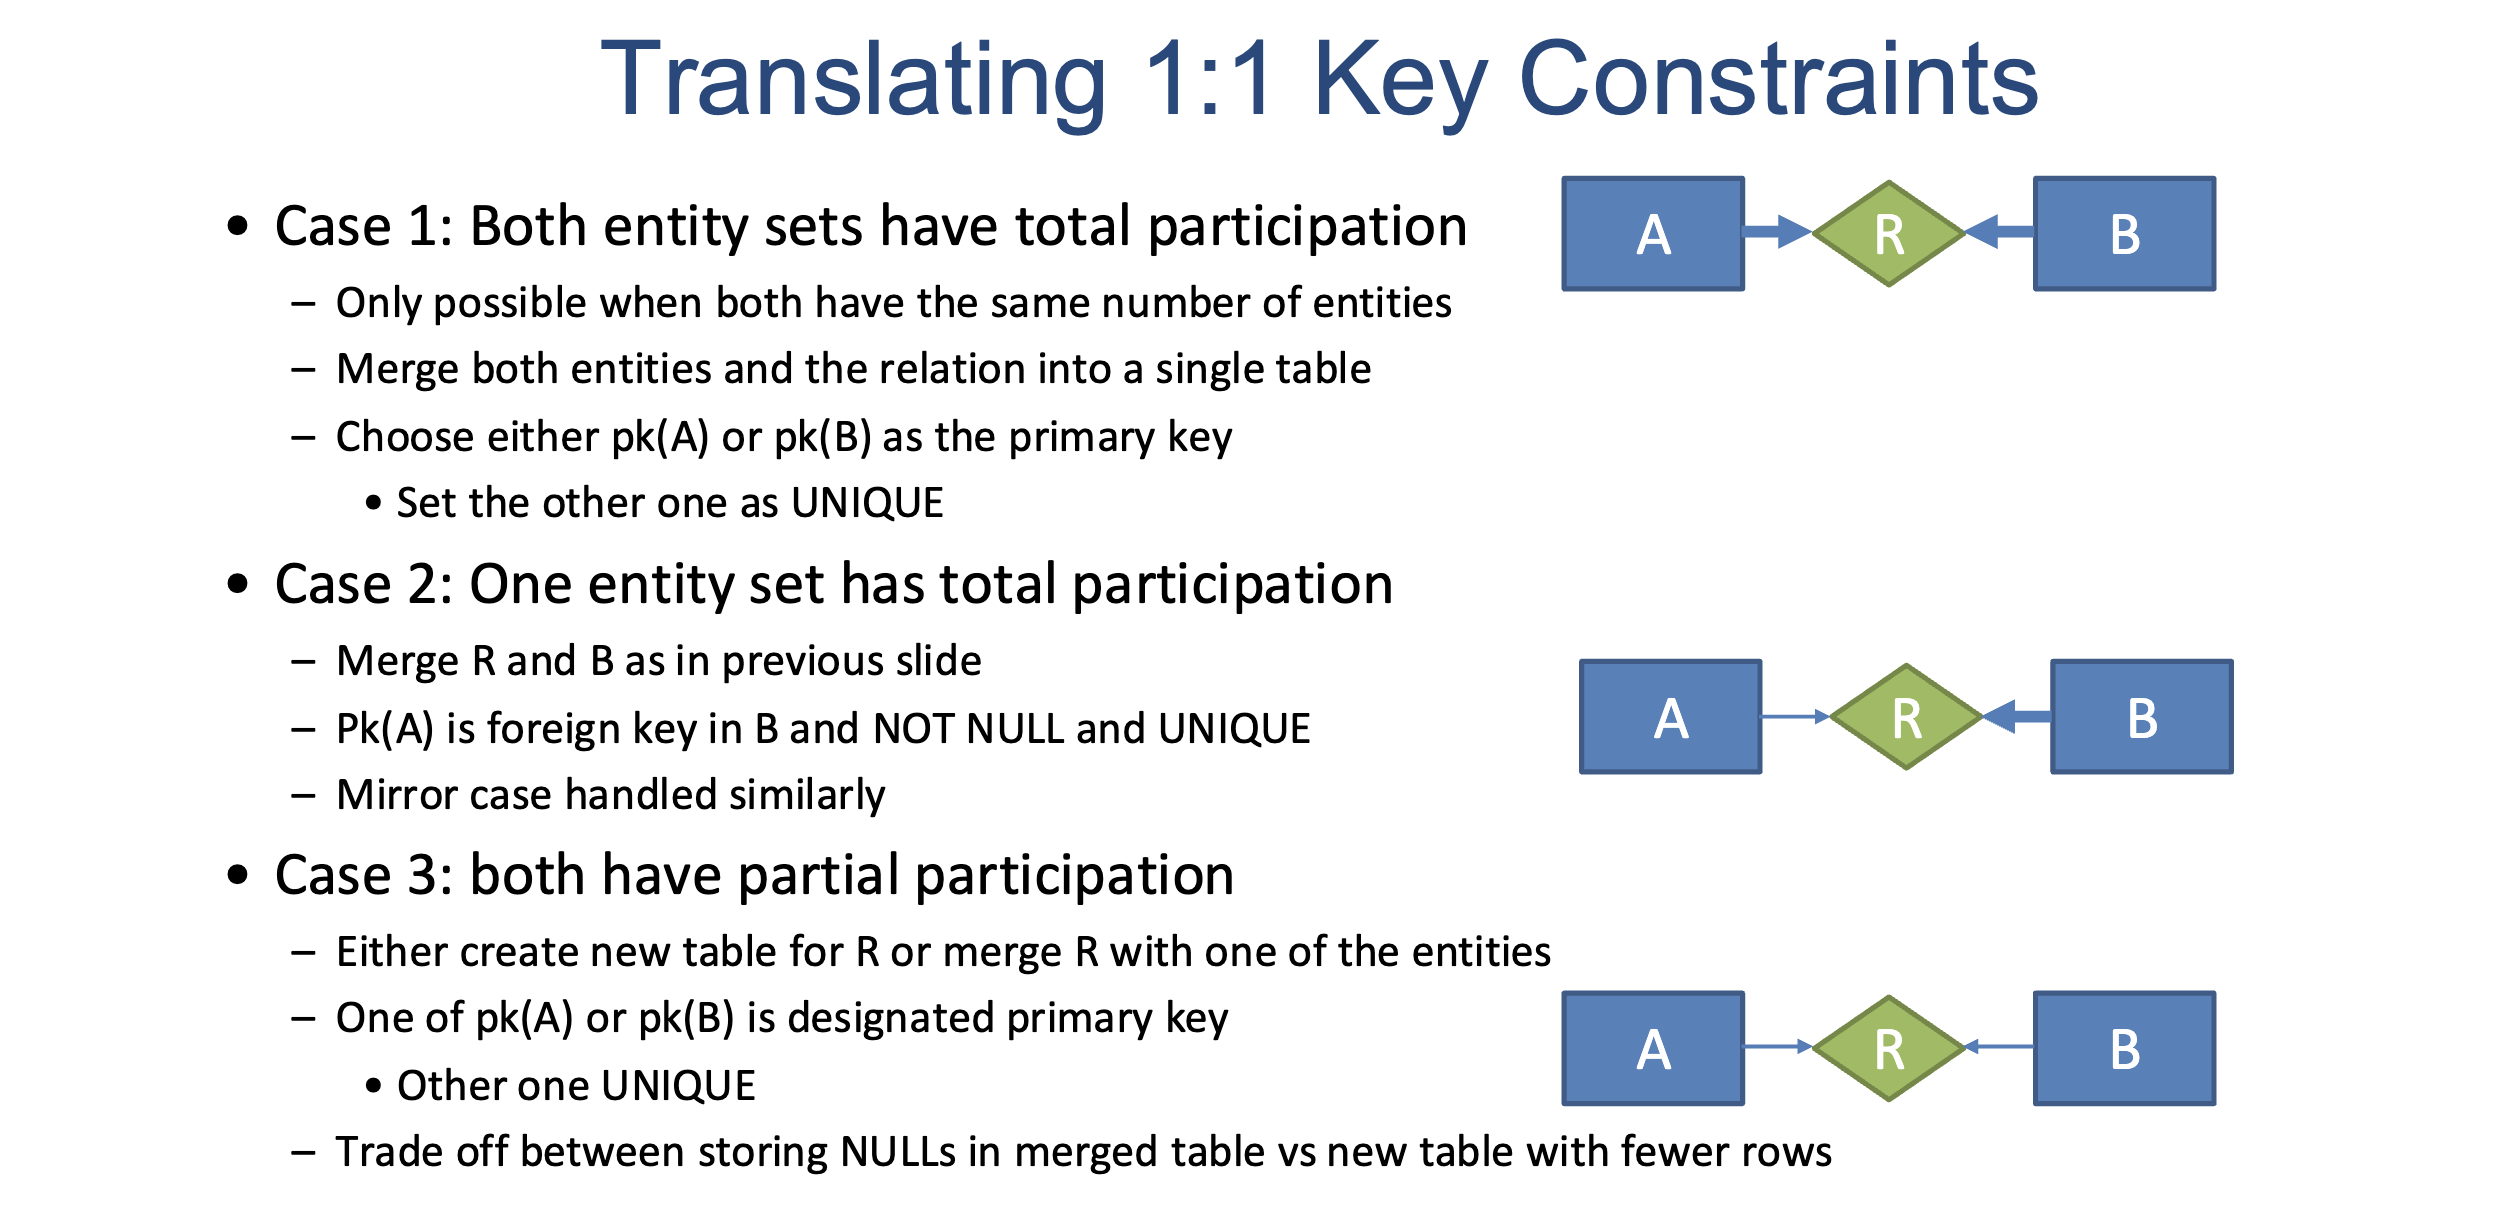 Translating 1:1 Key Constraints
• Case 1: Both entity sets have total participation
– Only possible when both have the same number of entities
– Merge both entities and the relation into a single table
– Choose either pk(A) or pk(B) as the primary key
• Set the other one as UNIQUE
A R B
• Case 2: One entity set has total participation
– Merge R and B as in previous slide
– Pk(A) is foreign key in B and NOT NULL and UNIQUE
– Mirror case handled similarly
A R B
• Case 3: both have partial participation
– Either create new table for R or merge R with one of the entities
– One of pk(A) or pk(B) is designated primary key
• Other one UNIQUE
– Trade off between storing NULLs in merged table vs new table with fewer rows
A R B